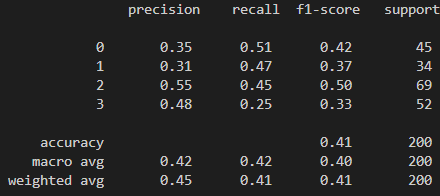 precision recall f1-score support
0 0.35 0.51 0.42 45
1 0.31 0.47 0.37 34
2 0.55 0.45 0.50 69
3 0.48 0.25 0.33 52
accuracy 0.41 200
macro avg 0.42 0.42 0.40 200
weighted avg 0.45 0.41 0.41 200